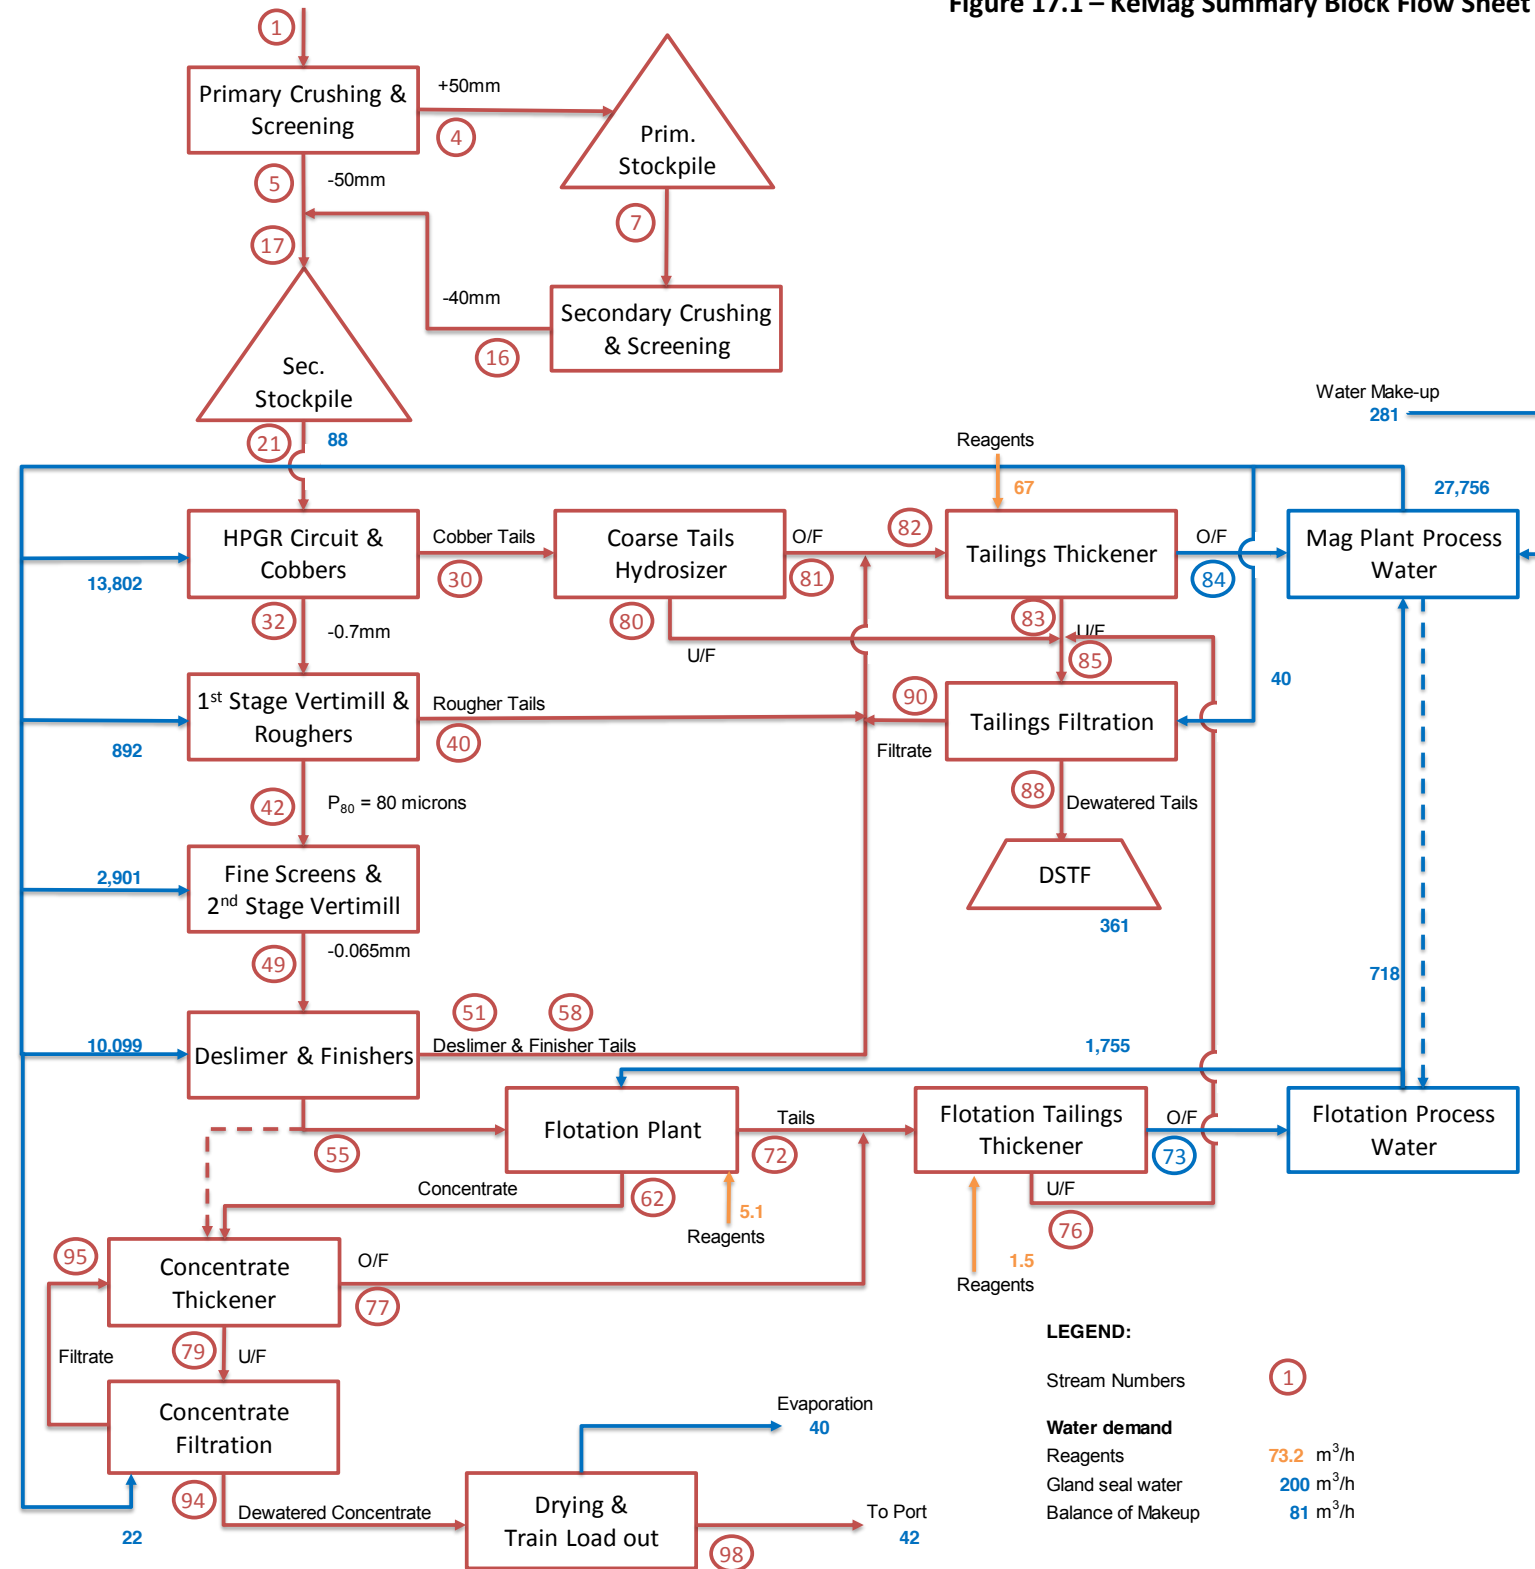 Figure 17.1 – KeMag Summary Block Flow Sheet
1
Primary Crushing &
Screening
+50mm
4
Prim.
Stockpile
5
-50mm
7
17
-40mm
Secondary Crushing
& Screening
16
Sec.
Stockpile
Water Make-up
281
21
88
Reagents
67
27,756
HPGR Circuit &
Cobbers
Cobber Tails
30
Coarse Tails
Hydrosizer
O/F
81
82
Tailings Thickener
O/F
84
Mag Plant Process
Water
13,802
32
-0.7mm
80
U/F
83
U/F
85
40
1st Stage Vertimill &
Roughers
Rougher Tails
40
90
Filtrate
Tailings Filtration
892
42
P80 = 80 microns
88
Dewatered Tails
2,901
Fine Screens &
2nd Stage Vertimill
DSTF
361
49
-0.065mm
718
51
58
10,099
Deslimer & Finishers
Deslimer & Finisher Tails
1,755
55
Flotation Plant
Tails
72
Flotation Tailings
Thickener
O/F
73
Flotation Process
Water
Concentrate
62
5.1
Reagents
U/F
76
1.5
Reagents
95
Concentrate
Thickener
O/F
77
79
U/F
Filtrate
Concentrate
Filtration
22
94
Dewatered Concentrate
Evaporation
40
Drying &
Train Load out
98
To Port
42
LEGEND:
Stream Numbers
1
Water demand
Reagents 73.2 m3/h
Gland seal water 200 m3/h
Balance of Makeup 81 m3/h